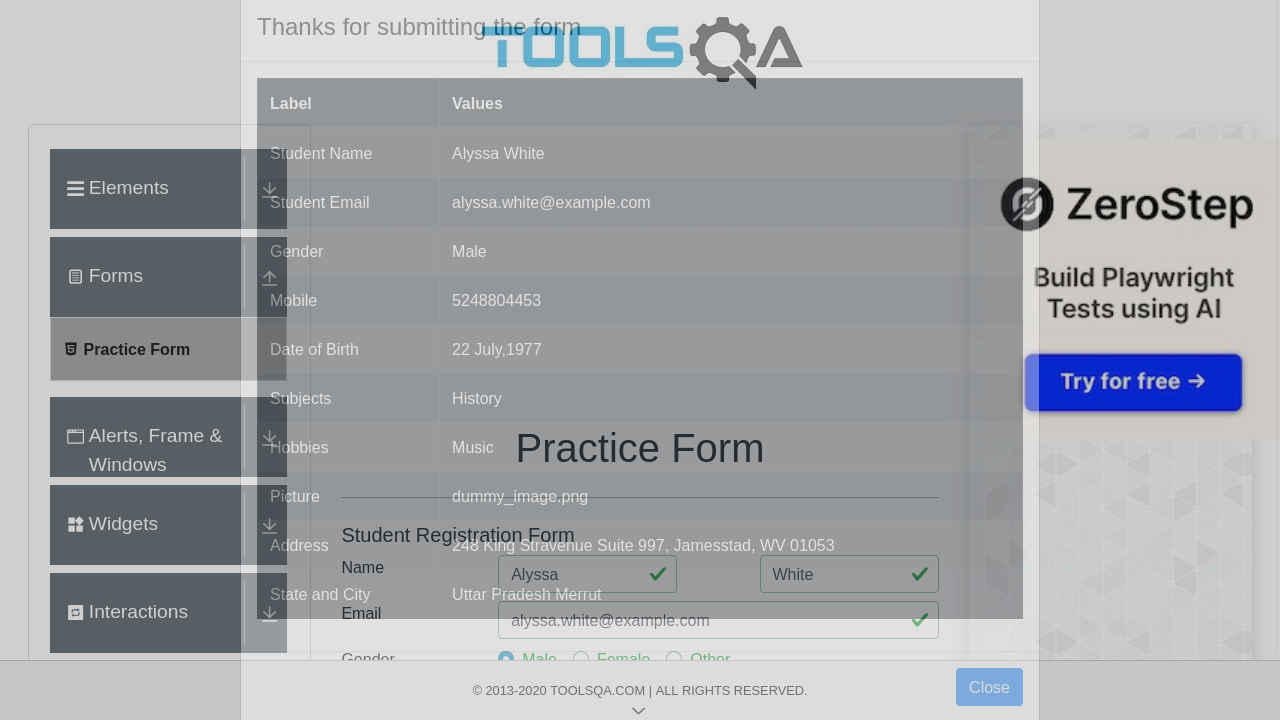 Thanks for submitting the form
TOOLSQA
Label Values
Student Name Alyssa White
Student Email alyssa.white@example.com
Gender Male
Mobile 5248804453
Date of Birth 22 July,1977
Subjects History
Hobbies Music
Picture dummy_image.png
Address 248 King Stravenue Suite 997, Jamesstad, WV 01053
State and City Uttar Pradesh Merrut
Elements
Forms
Practice Form
Alerts, Frame &
Windows
Widgets
Interactions
Practice Form
Student Registration Form
Name Alyssa White
Email alyssa.white@example.com
Gender Male Female Other
ZeroStep
Build Playwright
Tests using AI
Try for free →
© 2013-2020 TOOLSQA.COM | ALL RIGHTS RESERVED.
Close